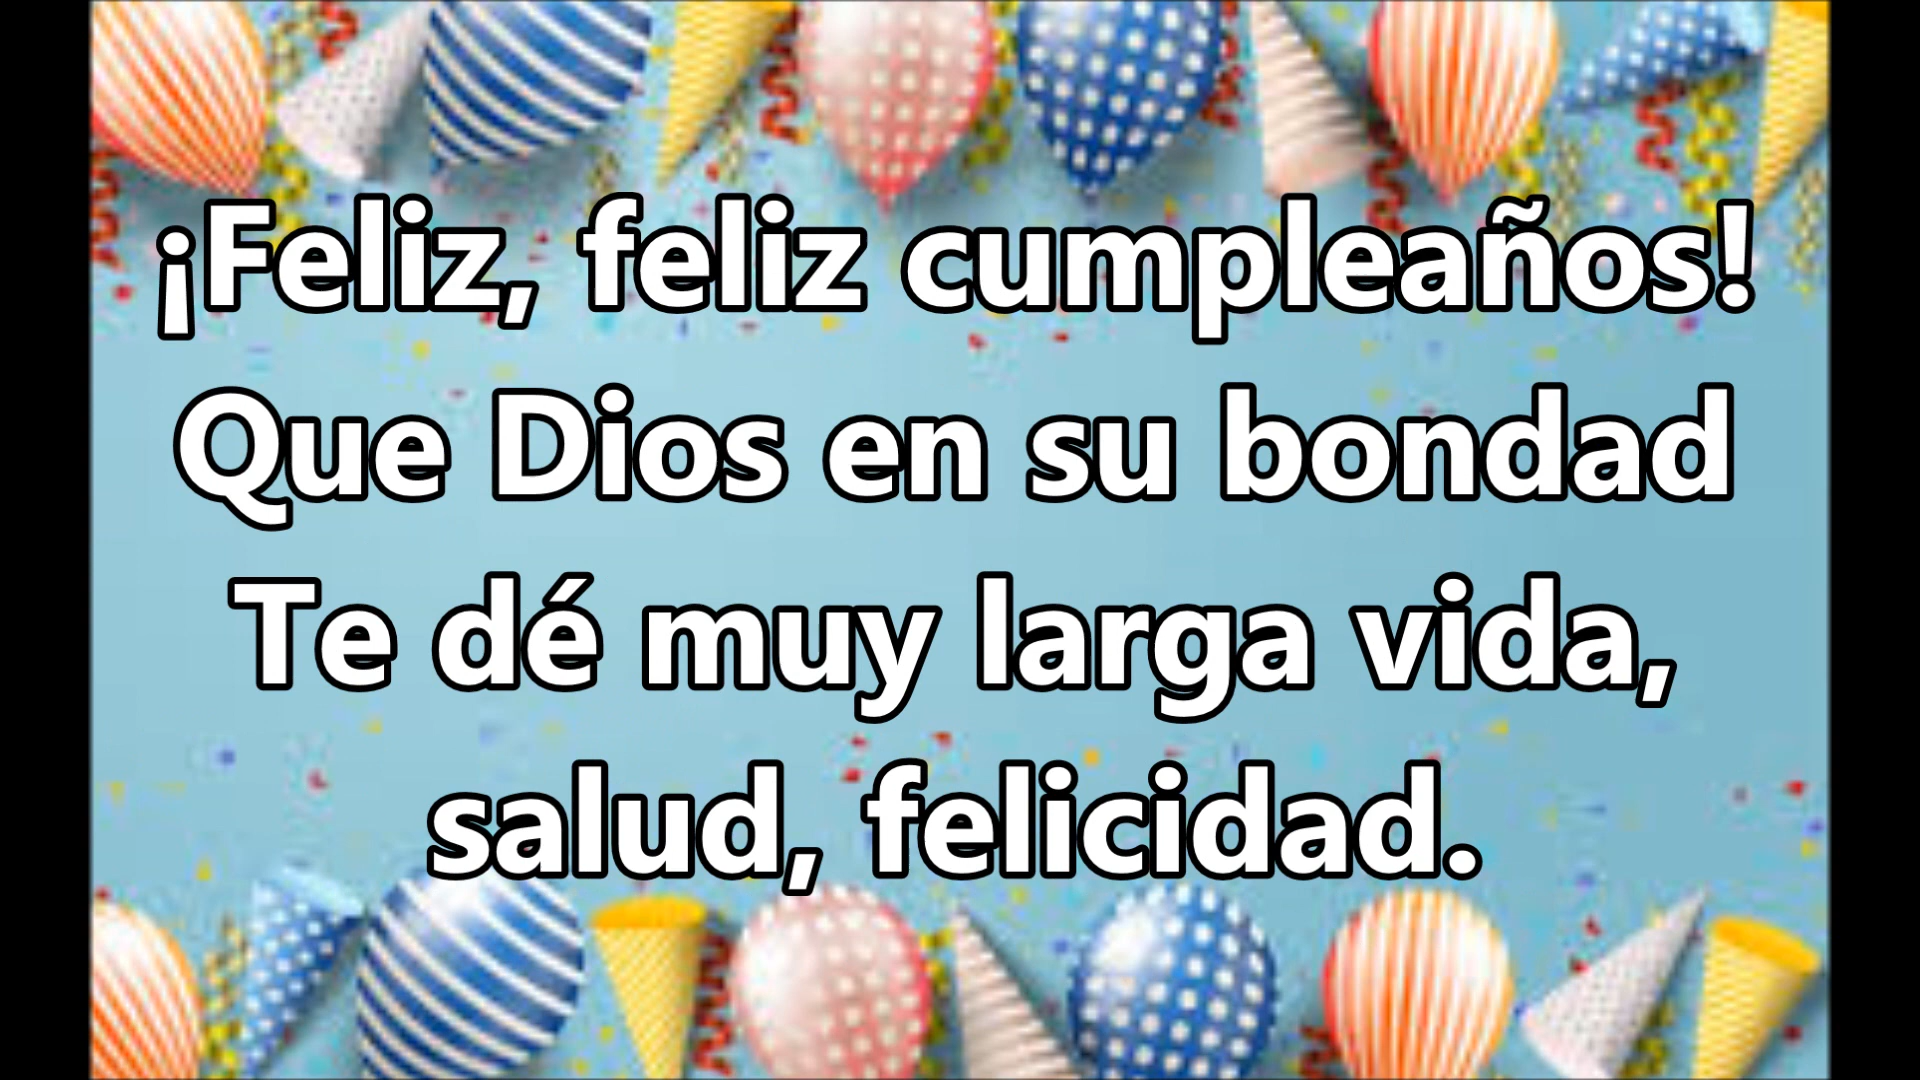 ¡Feliz, feliz cumpleaños!
Que Dios en su bondad
Te dé muy larga vida,
salud, felicidad.